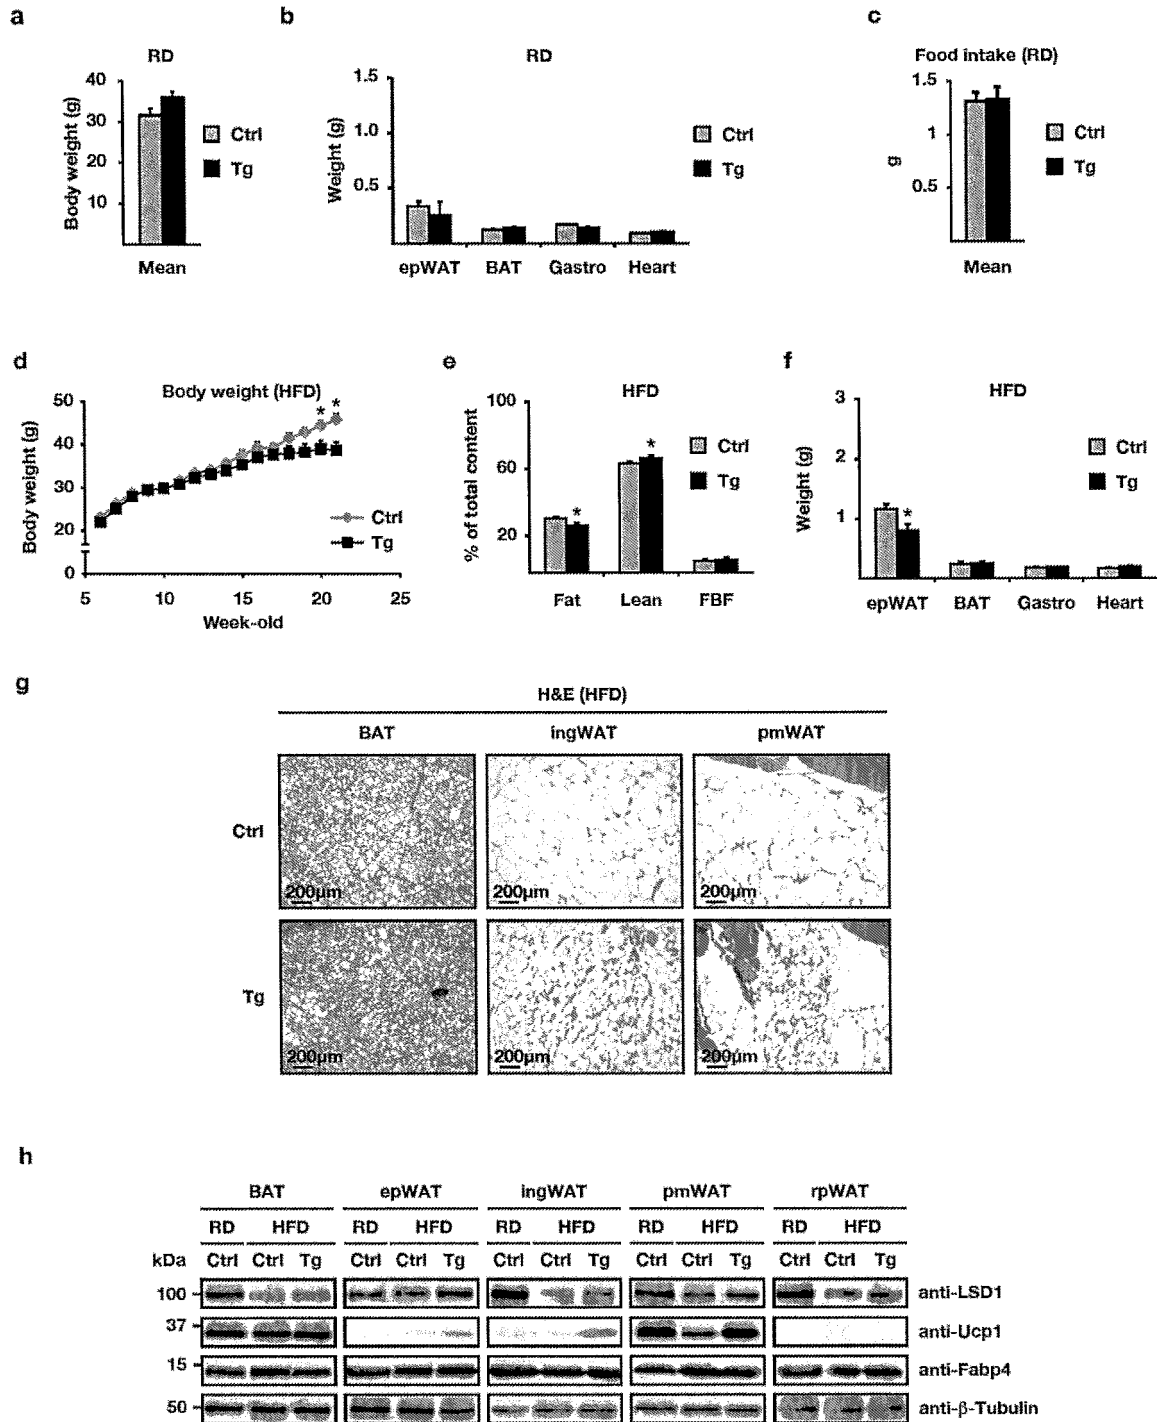 a
b
c
RD
40
30
20
10
Body weight (g)
Ctrl
Tg
Mean
RD
1.5
1.0
0.5
Weight (g)
Ctrl
Tg
epWAT BAT Gastro Heart
Food intake (RD)
1.5
1
0.5
g
Ctrl
Tg
Mean
d
e
f
Body weight (HFD)
50
40
30
20
0
Body weight (g)
* *
Ctrl
Tg
5 10 15 20 25
Week-old
HFD
100
60
20
% of total content
* *
Ctrl
Tg
Fat Lean FBF
HFD
3
2
1
Weight (g)
*
Ctrl
Tg
epWAT BAT Gastro Heart
g
H&E (HFD)
BAT ingWAT pmWAT
Ctrl
200µm 200µm 200µm
Tg
200µm 200µm 200µm
h
BAT epWAT ingWAT pmWAT rpWAT
RD HFD RD HFD RD HFD RD HFD RD HFD
kDa Ctrl Ctrl Tg Ctrl Ctrl Tg Ctrl Ctrl Tg Ctrl Ctrl Tg Ctrl Ctrl Tg
100 anti-LSD1
37 anti-Ucp1
15 anti-Fabp4
50 anti-β-Tubulin